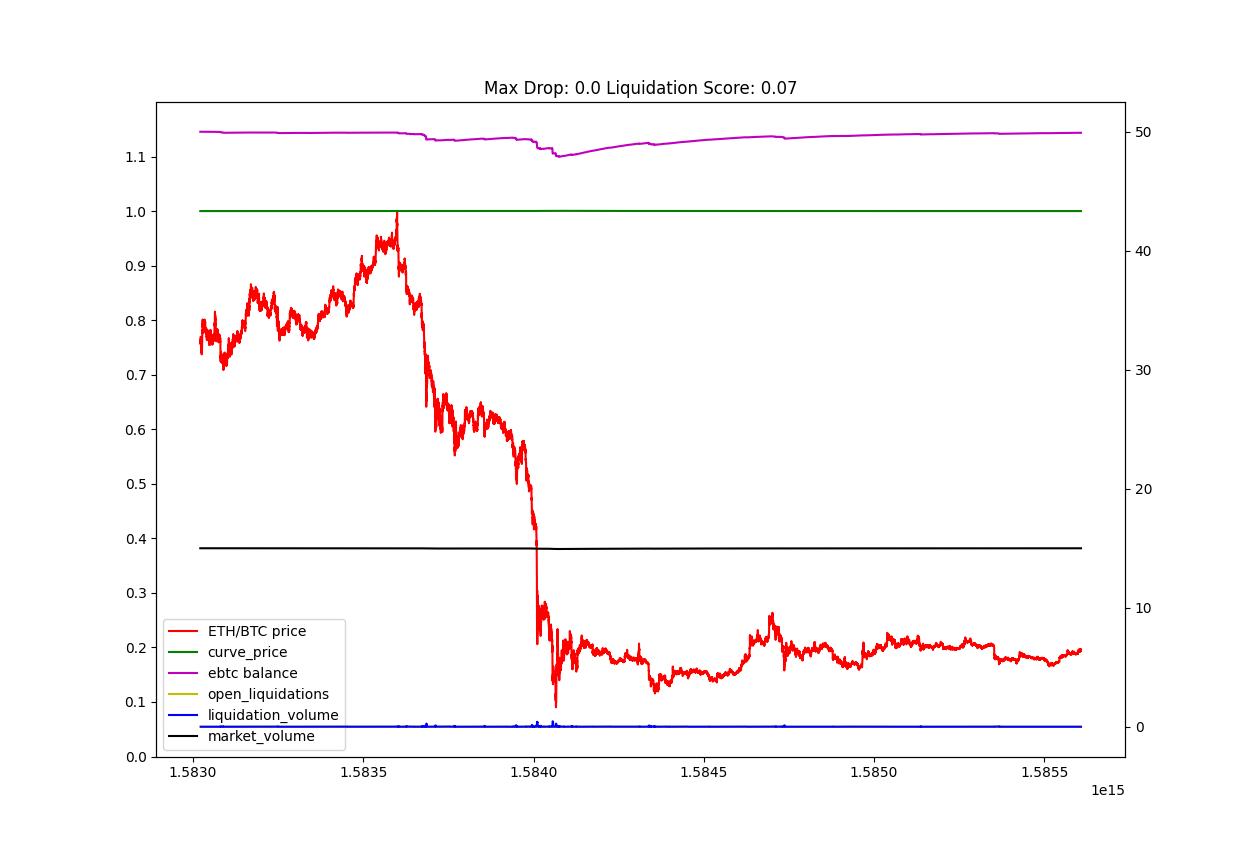 Max Drop: 0.0 Liquidation Score: 0.07
1.1
1.0
0.9
0.8
0.7
0.6
0.5
0.4
0.3
0.2
0.1
0.0
50
40
30
20
10
0
ETH/BTC price
curve_price
ebtc balance
open_liquidations
liquidation_volume
market_volume
1.5830 1.5835 1.5840 1.5845 1.5850 1.5855
1e15